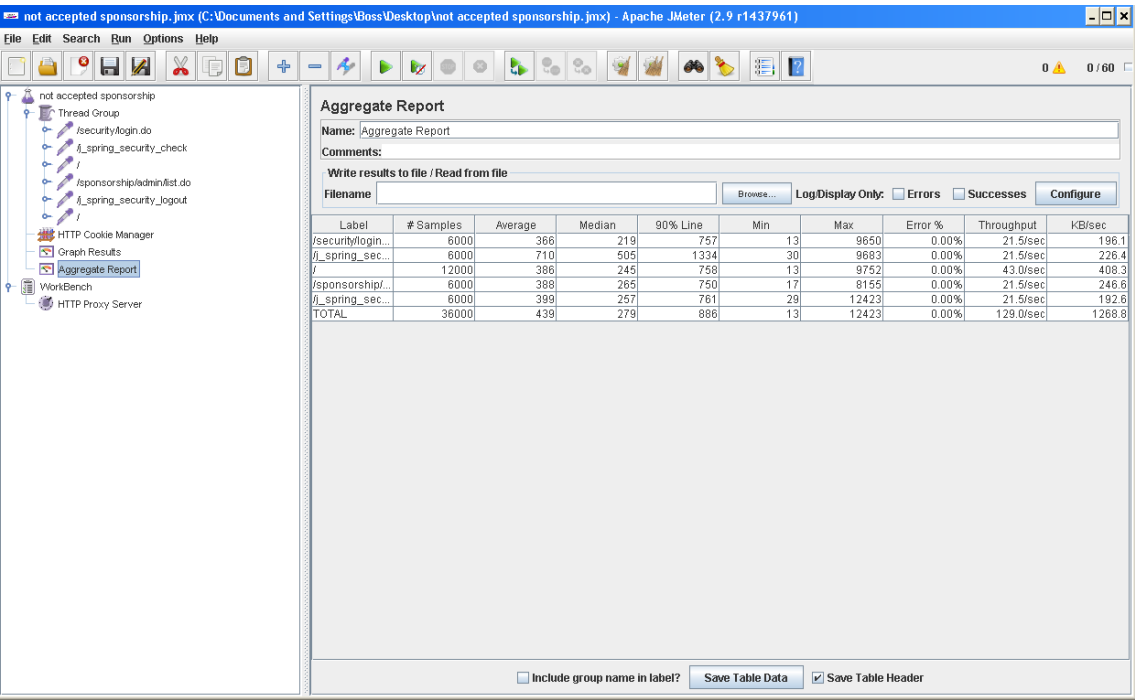 not accepted sponsorship.jmx (C:\Documents and Settings\Boss\Desktop\not accepted sponsorship.jmx) - Apache JMeter (2.9 r1437961)
File Edit Search Run Options Help
0 0 / 60
not accepted sponsorship
Thread Group
/security/login.do
/j_spring_security_check
/
/sponsorship/admin/list.do
/j_spring_security_logout
/
HTTP Cookie Manager
Graph Results
Aggregate Report
WorkBench
HTTP Proxy Server
Aggregate Report
Name: Aggregate Report
Comments:
Write results to file / Read from file
Filename Browse... Log/Display Only: Errors Successes Configure
Label # Samples Average Median 90% Line Min Max Error % Throughput KB/sec
/security/login... 6000 366 219 757 13 9650 0.00% 21.5/sec 196.1
/j_spring_sec... 6000 710 505 1334 30 9683 0.00% 21.5/sec 226.4
/ 12000 386 245 758 13 9752 0.00% 43.0/sec 408.3
/sponsorship/... 6000 388 265 750 17 8155 0.00% 21.5/sec 246.6
/j_spring_sec... 6000 399 257 761 29 12423 0.00% 21.5/sec 192.6
TOTAL 36000 439 279 886 13 12423 0.00% 129.0/sec 1268.8
Include group name in label? Save Table Data Save Table Header